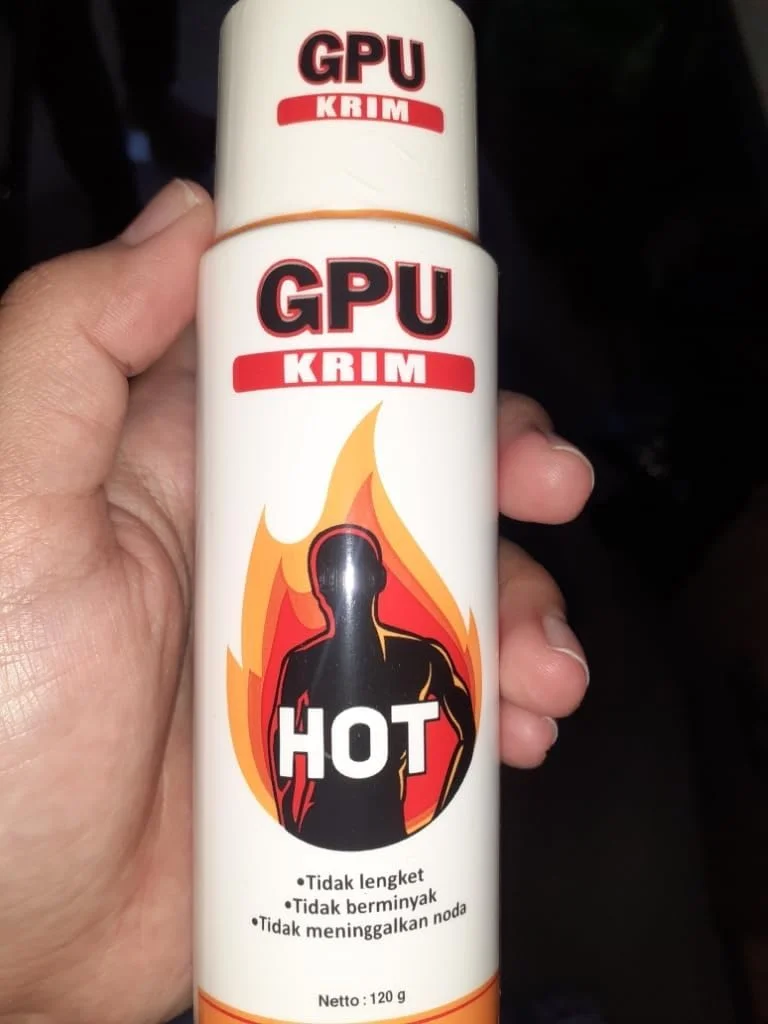 GPU
KRIM
GPU
KRIM
HOT
•Tidak lengket
•Tidak berminyak
•Tidak meninggalkan noda
Netto : 120 g